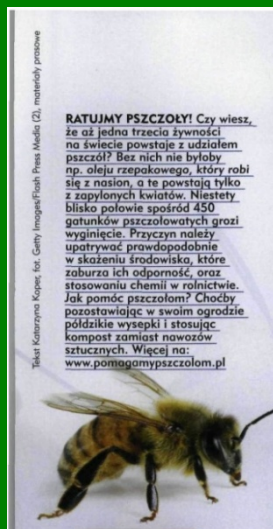 RATUJMY PSZCZOŁY! Czy wiesz,
że aż jedna trzecia żywności
na świecie powstaje z udziałem
pszczół? Bez nich nie byłoby
np. oleju rzepakowego, który robi
się z nasion, a te powstają tylko
z zapylonych kwiatów. Niestety
blisko połowie spośród 450
gatunków pszczołowatych grozi
wyginięcie. Przyczyn należy
upatrywać prawdopodobnie
w skażeniu środowiska, które
zaburza ich odporność, oraz
stosowaniu chemii w rolnictwie.
Jak pomóc pszczołom? Choćby
pozostawiając w swoim ogrodzie
półdzikie wysepki i stosując
kompost zamiast nawozów
sztucznych. Więcej na:
www.pomagamypszczolom.pl
Tekst Katarzyna Koper, fot. Getty Images/Flash Press Media (2), materiały prasowe